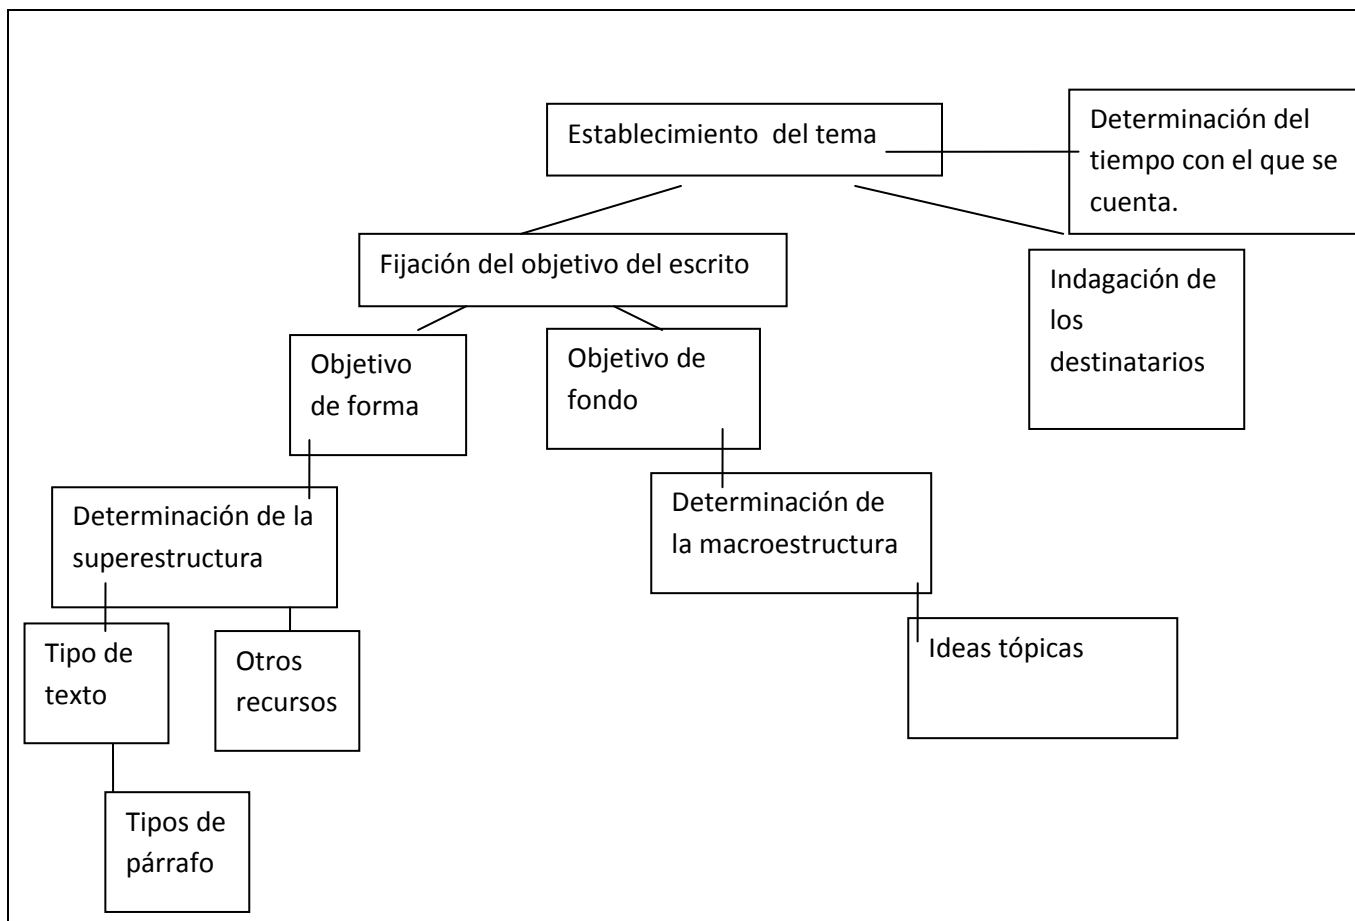 Establecimiento  del tema
Determinación del
tiempo con el que se
cuenta.
Fijación del objetivo del escrito
Indagación de
los
destinatarios
Objetivo
de forma
Objetivo de
fondo
Determinación de la
superestructura
Determinación de
la macroestructura
Tipo de
texto
Otros
recursos
Ideas tópicas
Tipos de
párrafo